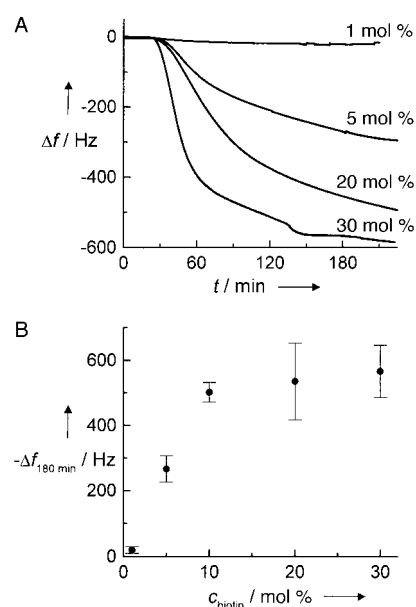 A
0
1 mol %
-200
Δf / Hz
5 mol %
-400
20 mol %
30 mol %
-600
0 60 120 180
t / min
B
600
400
-Δf180 min / Hz
200
0
0 10 20 30
cbiotin / mol %